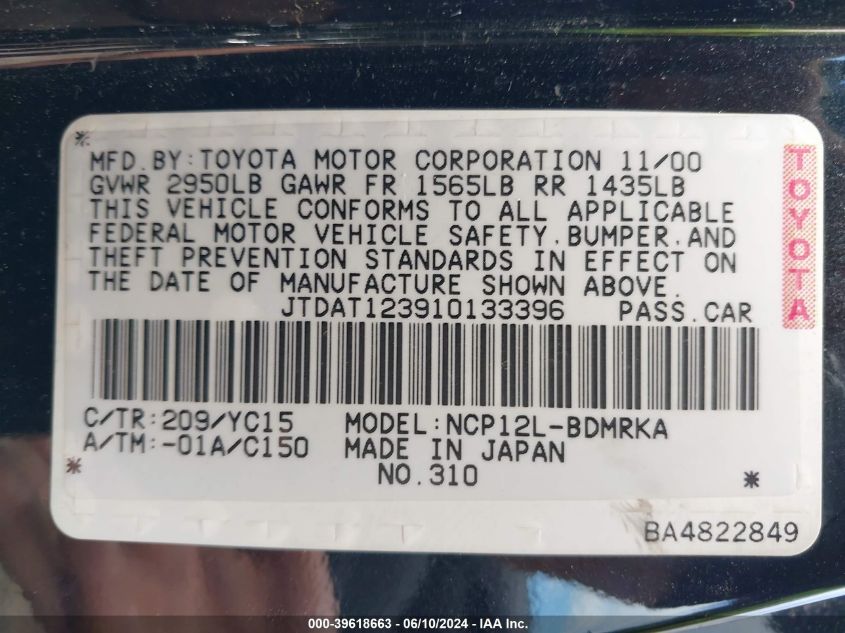 MFD.BY:TOYOTA MOTOR CORPORATION 11/00
GVWR 2950LB GAWR FR 1565LB RR 1435LB
THIS VEHICLE CONFORMS TO ALL APPLICABLE
FEDERAL MOTOR VEHICLE SAFETY,BUMPER,AND
THEFT PREVENTION STANDARDS IN EFFECT ON
THE DATE OF MANUFACTURE SHOWN ABOVE.
JTDAT123910133396 PASS.CAR
TOYOTA
C/TR:209/YC15 MODEL:NCP12L-BDMRKA
A/TM:-01A/C150 MADE IN JAPAN
NO.310
BA4822849
000-39618663 - 06/10/2024 - IAA Inc.